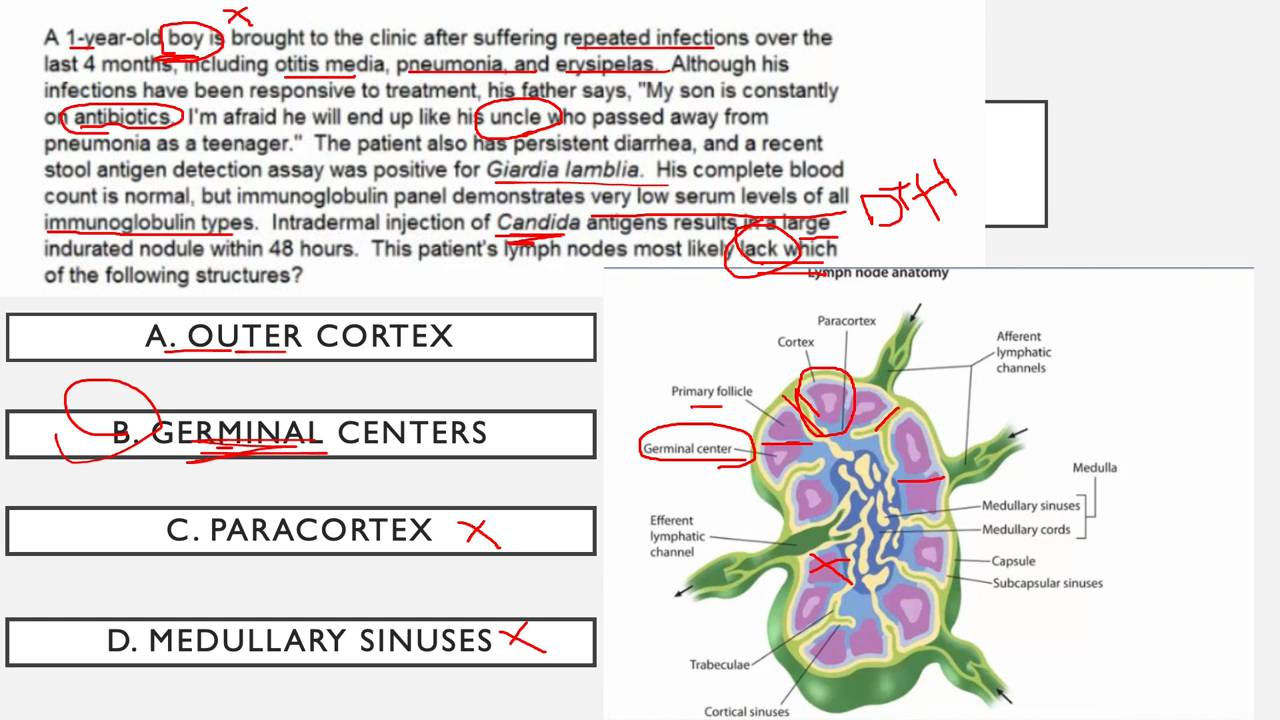 A 1-year-old boy is brought to the clinic after suffering repeated infections over the
last 4 months, including otitis media, pneumonia, and erysipelas. Although his
infections have been responsive to treatment, his father says, "My son is constantly
on antibiotics. I'm afraid he will end up like his uncle who passed away from
pneumonia as a teenager." The patient also has persistent diarrhea, and a recent
stool antigen detection assay was positive for Giardia lamblia. His complete blood
count is normal, but immunoglobulin panel demonstrates very low serum levels of all
immunoglobulin types. Intradermal injection of Candida antigens results in a large
indurated nodule within 48 hours. This patient's lymph nodes most likely lack which
of the following structures?
DTH
A. OUTER CORTEX
B. GERMINAL CENTERS
C. PARACORTEX
D. MEDULLARY SINUSES
Lymph node anatomy
Paracortex
Cortex
Afferent
lymphatic
channels
Primary follicle
Germinal center
Medulla
Medullary sinuses
Medullary cords
Efferent
lymphatic
channel
Capsule
Subcapsular sinuses
Trabeculae
Cortical sinuses